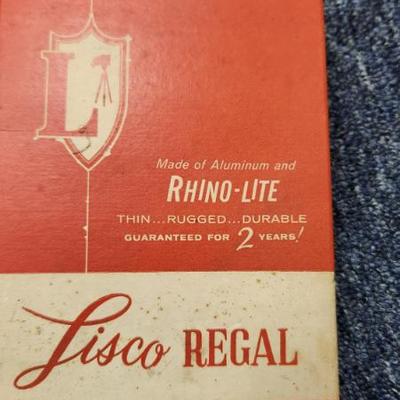 L
Made of Aluminum and
RHINO-LITE
THIN...RUGGED...DURABLE
GUARANTEED FOR 2 YEARS!
Lisco REGAL